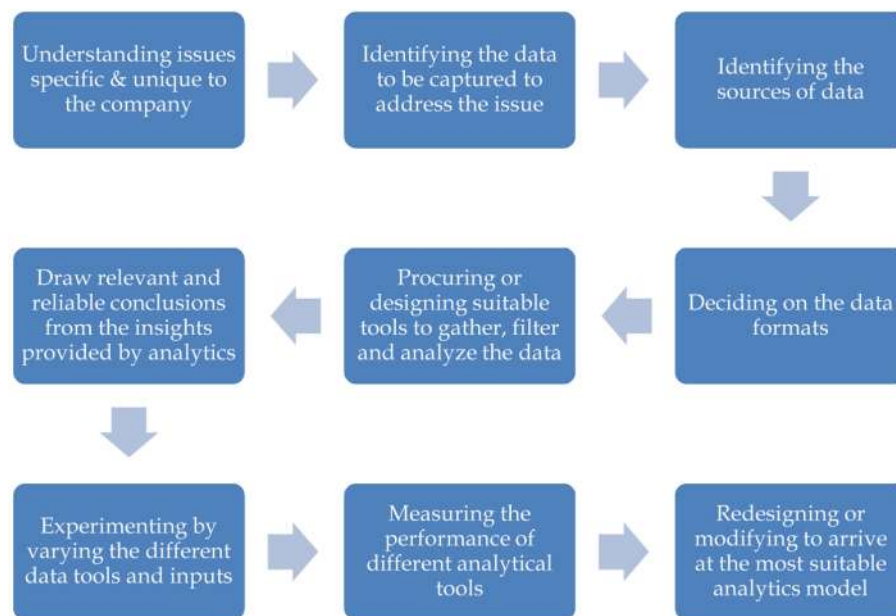 Understanding issues
specific & unique to
the company
Identifying the data
to be captured to
address the issue
Identifying the
sources of data
Deciding on the data
formats
Procuring or
designing suitable
tools to gather, filter
and analyze the data
Draw relevant and
reliable conclusions
from the insights
provided by analytics
Experimenting by
varying the different
data tools and inputs
Measuring the
performance of
different analytical
tools
Redesigning or
modifying to arrive
at the most suitable
analytics model